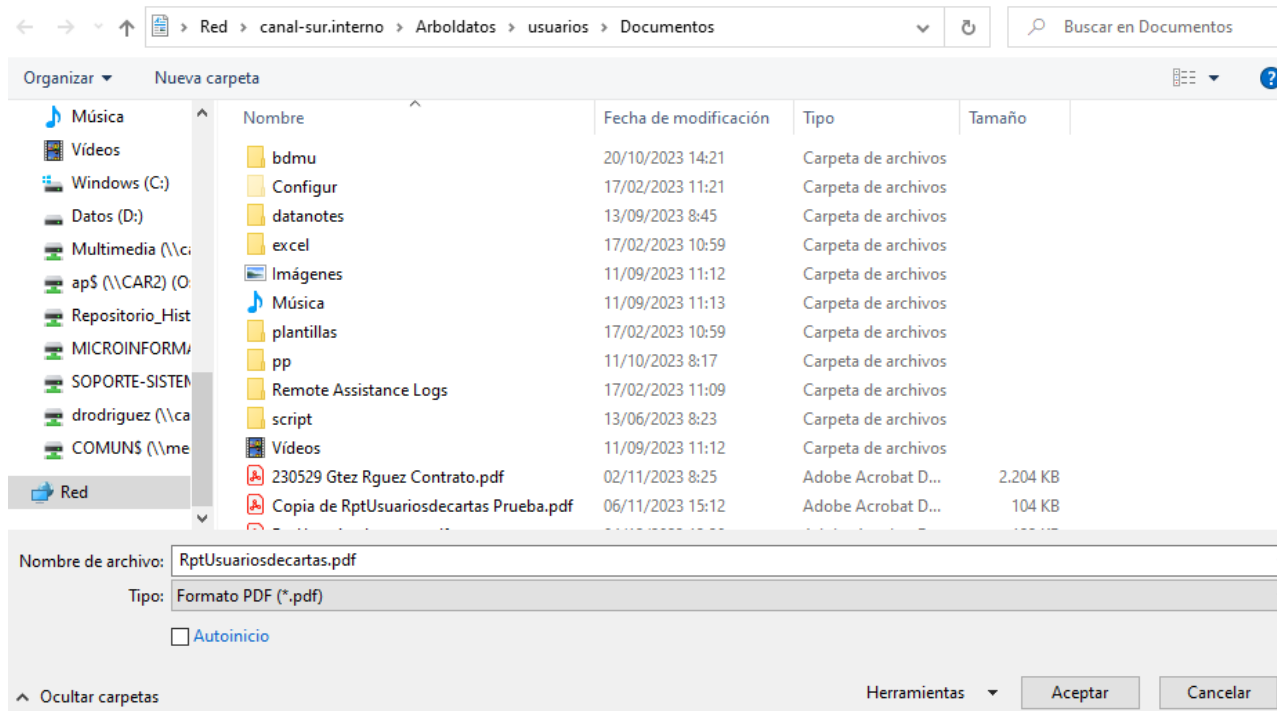 Red > canal-sur.interno > Arboldatos > usuarios > Documentos
Buscar en Documentos
Organizar
Nueva carpeta
?
Música
Vídeos
Windows (C:)
Datos (D:)
Multimedia (\\ca
ap$ (\\CAR2) (O:
Repositorio_Hist
MICROINFORMA
SOPORTE-SISTEM
drodriguez (\\ca
COMUN$ (\\me
Red
Nombre Fecha de modificación Tipo Tamaño
bdmu 20/10/2023 14:21 Carpeta de archivos
Configur 17/02/2023 11:21 Carpeta de archivos
datanotes 13/09/2023 8:45 Carpeta de archivos
excel 17/02/2023 10:59 Carpeta de archivos
Imágenes 11/09/2023 11:12 Carpeta de archivos
Música 11/09/2023 11:13 Carpeta de archivos
plantillas 17/02/2023 10:59 Carpeta de archivos
pp 11/10/2023 8:17 Carpeta de archivos
Remote Assistance Logs 17/02/2023 11:09 Carpeta de archivos
script 13/06/2023 8:23 Carpeta de archivos
Vídeos 11/09/2023 11:12 Carpeta de archivos
230529 Gtez Rguez Contrato.pdf 02/11/2023 8:25 Adobe Acrobat D... 2.204 KB
Copia de RptUsuariosdecartas Prueba.pdf 06/11/2023 15:12 Adobe Acrobat D... 104 KB
Nombre de archivo: RptUsuariosdecartas.pdf
Tipo: Formato PDF (*.pdf)
Autoinicio
Ocultar carpetas
Herramientas
Aceptar
Cancelar